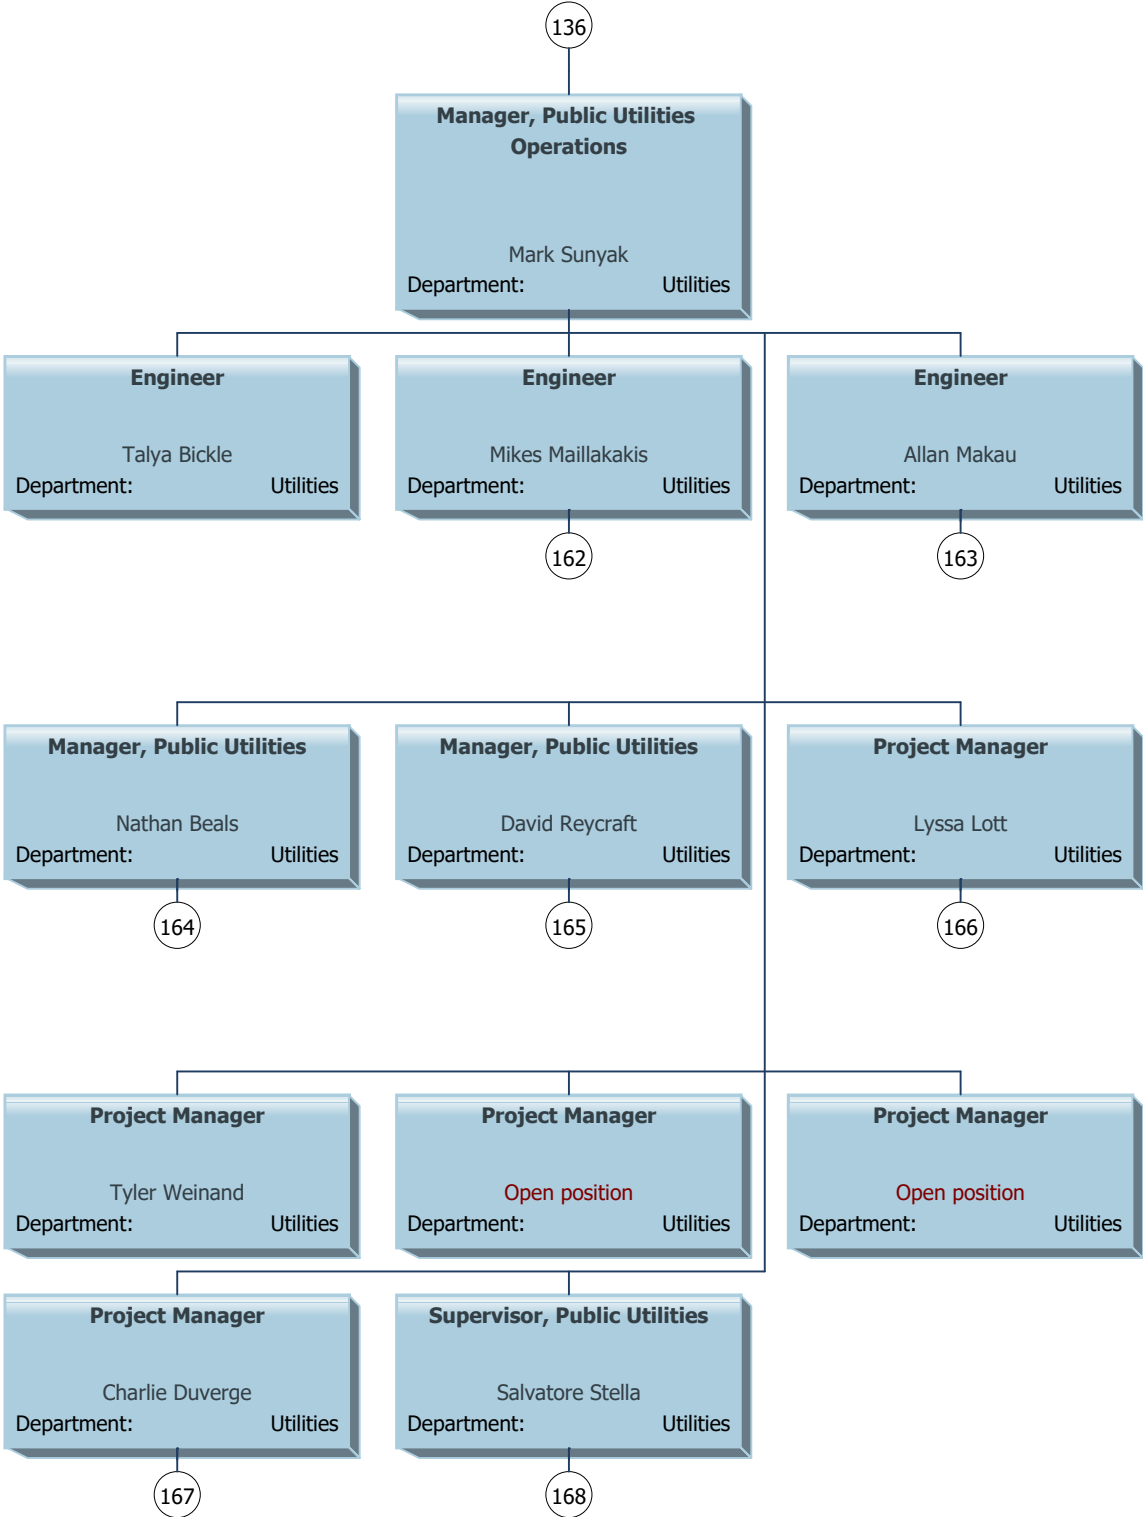 136
Manager, Public Utilities
Operations
Mark Sunyak
Department: Utilities
Engineer
Talya Bickle
Department: Utilities
Engineer
Mikes Maillakakis
Department: Utilities
162
Engineer
Allan Makau
Department: Utilities
163
Manager, Public Utilities
Nathan Beals
Department: Utilities
164
Manager, Public Utilities
David Reycraft
Department: Utilities
165
Project Manager
Lyssa Lott
Department: Utilities
166
Project Manager
Tyler Weinand
Department: Utilities
Project Manager
Open position
Department: Utilities
Project Manager
Open position
Department: Utilities
Project Manager
Charlie Duverge
Department: Utilities
167
Supervisor, Public Utilities
Salvatore Stella
Department: Utilities
168